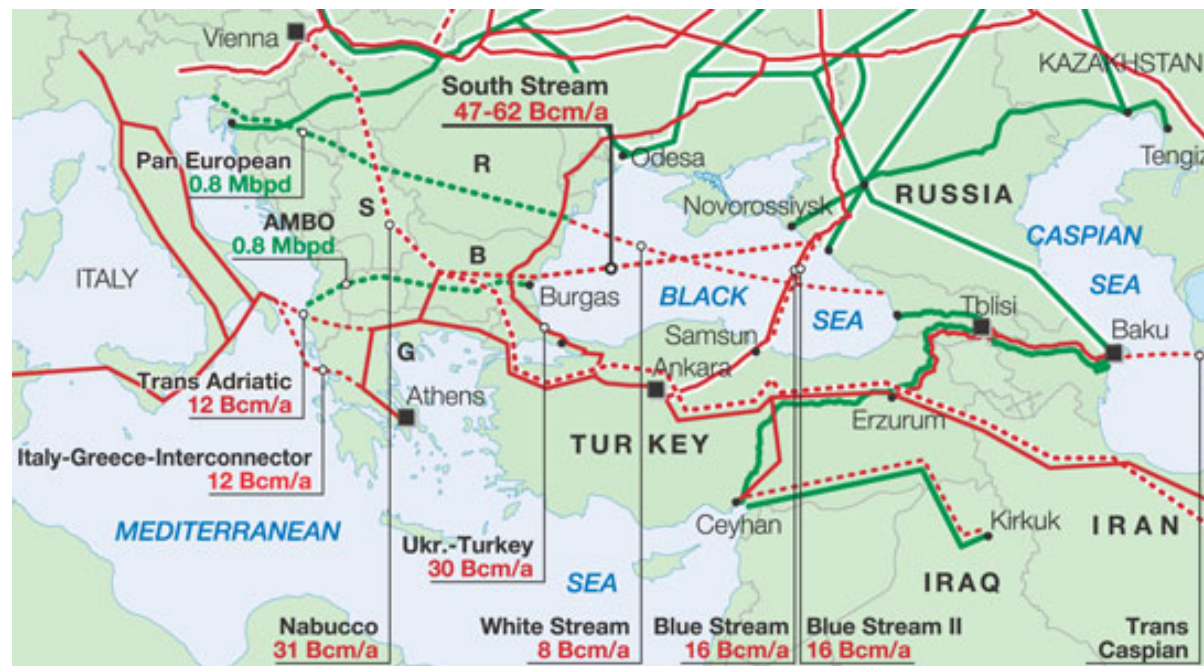 Vienna
KAZAKHSTAN
South Stream
47-62 Bcm/a
Odesa
Tengiz
Pan European
0.8 Mbpd
R
RUSSIA
Novorossiysk
AMBO
0.8 Mbpd
S
CASPIAN
SEA
ITALY
B
Burgas
BLACK
SEA
Tblisi
Baku
Samsun
Ankara
G
Trans Adriatic
12 Bcm/a
Athens
Erzurum
TURKEY
Italy-Greece-Interconnector
12 Bcm/a
Ceyhan
Kirkuk
IRAN
MEDITERRANEAN
SEA
Ukr.-Turkey
30 Bcm/a
IRAQ
Nabucco
31 Bcm/a
White Stream
8 Bcm/a
Blue Stream
16 Bcm/a
Blue Stream II
16 Bcm/a
Trans
Caspian